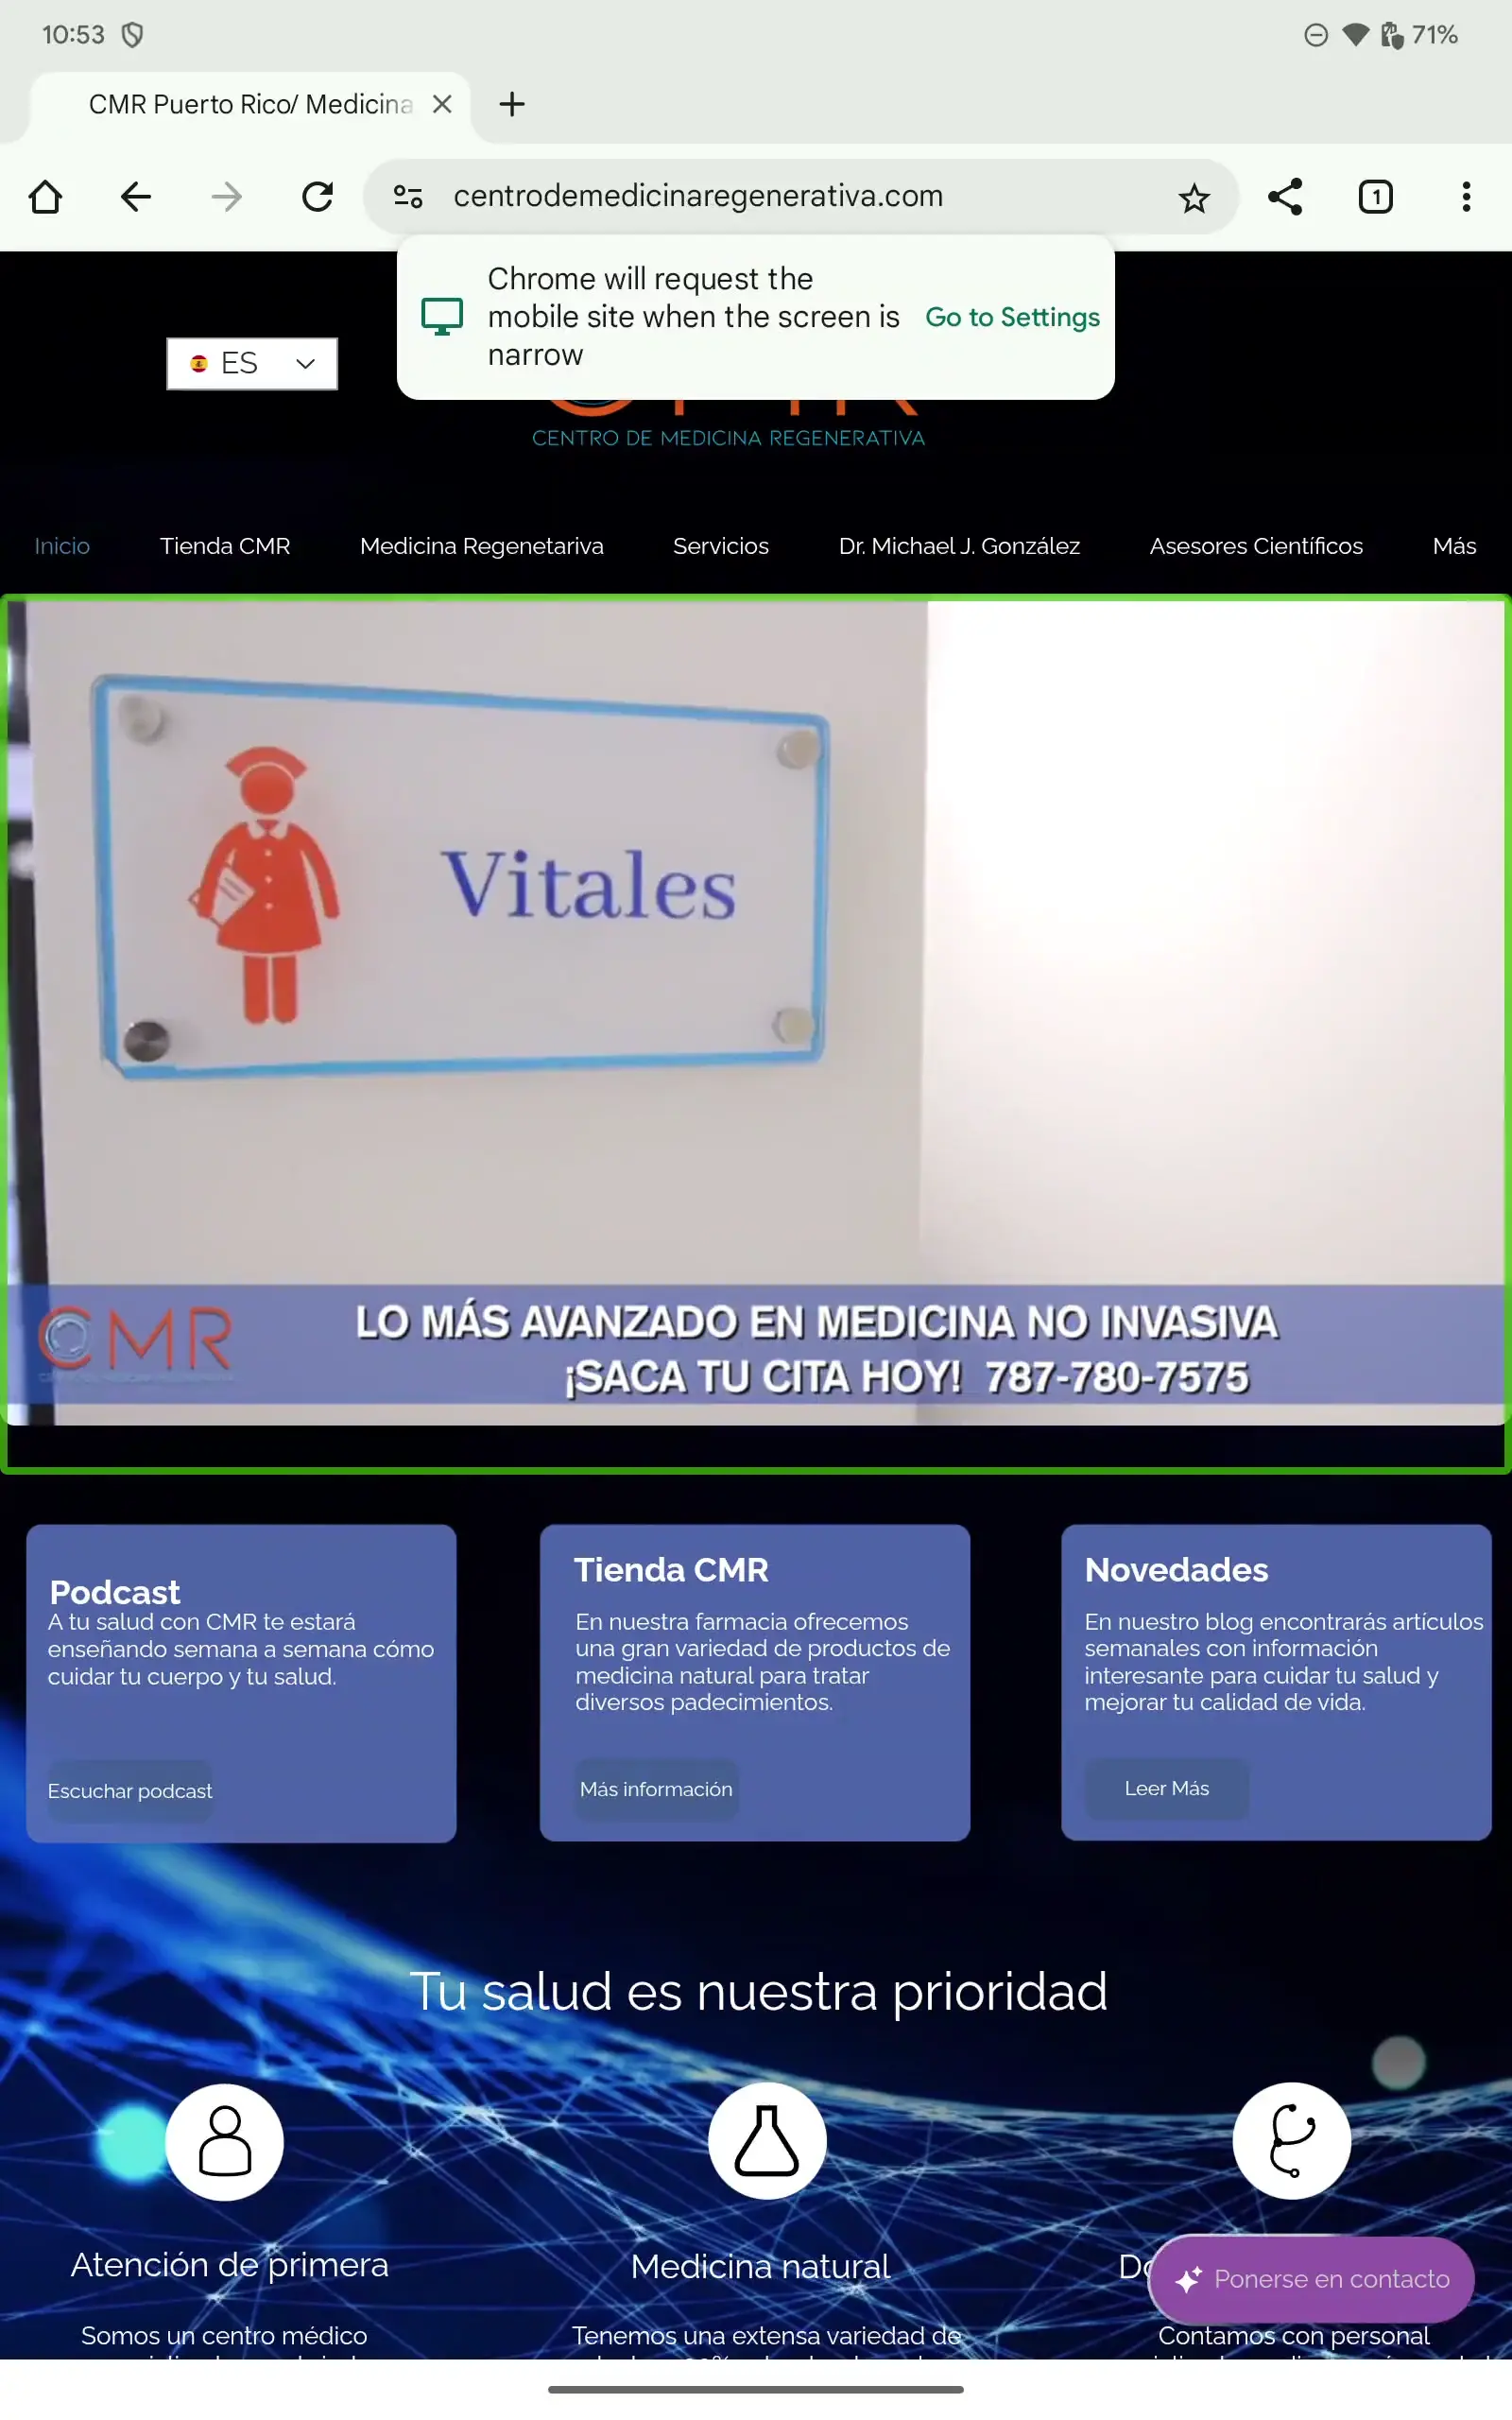 10:53
71%
CMR Puerto Rico/ Medicina
centrodemedicinaregenerativa.com
1
Chrome will request the
mobile site when the screen is
narrow
Go to Settings
ES
CENTRO DE MEDICINA REGENERATIVA
Inicio
Tienda CMR
Medicina Regenetariva
Servicios
Dr. Michael J. González
Asesores Científicos
Más
Vitales
CMR
LO MÁS AVANZADO EN MEDICINA NO INVASIVA
¡SACA TU CITA HOY! 787-780-7575
Podcast
A tu salud con CMR te estará
enseñando semana a semana cómo
cuidar tu cuerpo y tu salud.
Escuchar podcast
Tienda CMR
En nuestra farmacia ofrecemos
una gran variedad de productos de
medicina natural para tratar
diversos padecimientos.
Más información
Novedades
En nuestro blog encontrarás artículos
semanales con información
interesante para cuidar tu salud y
mejorar tu calidad de vida.
Leer Más
Tu salud es nuestra prioridad
Atención de primera
Somos un centro médico
Medicina natural
Tenemos una extensa variedad de
Ponerse en contacto
Contamos con personal